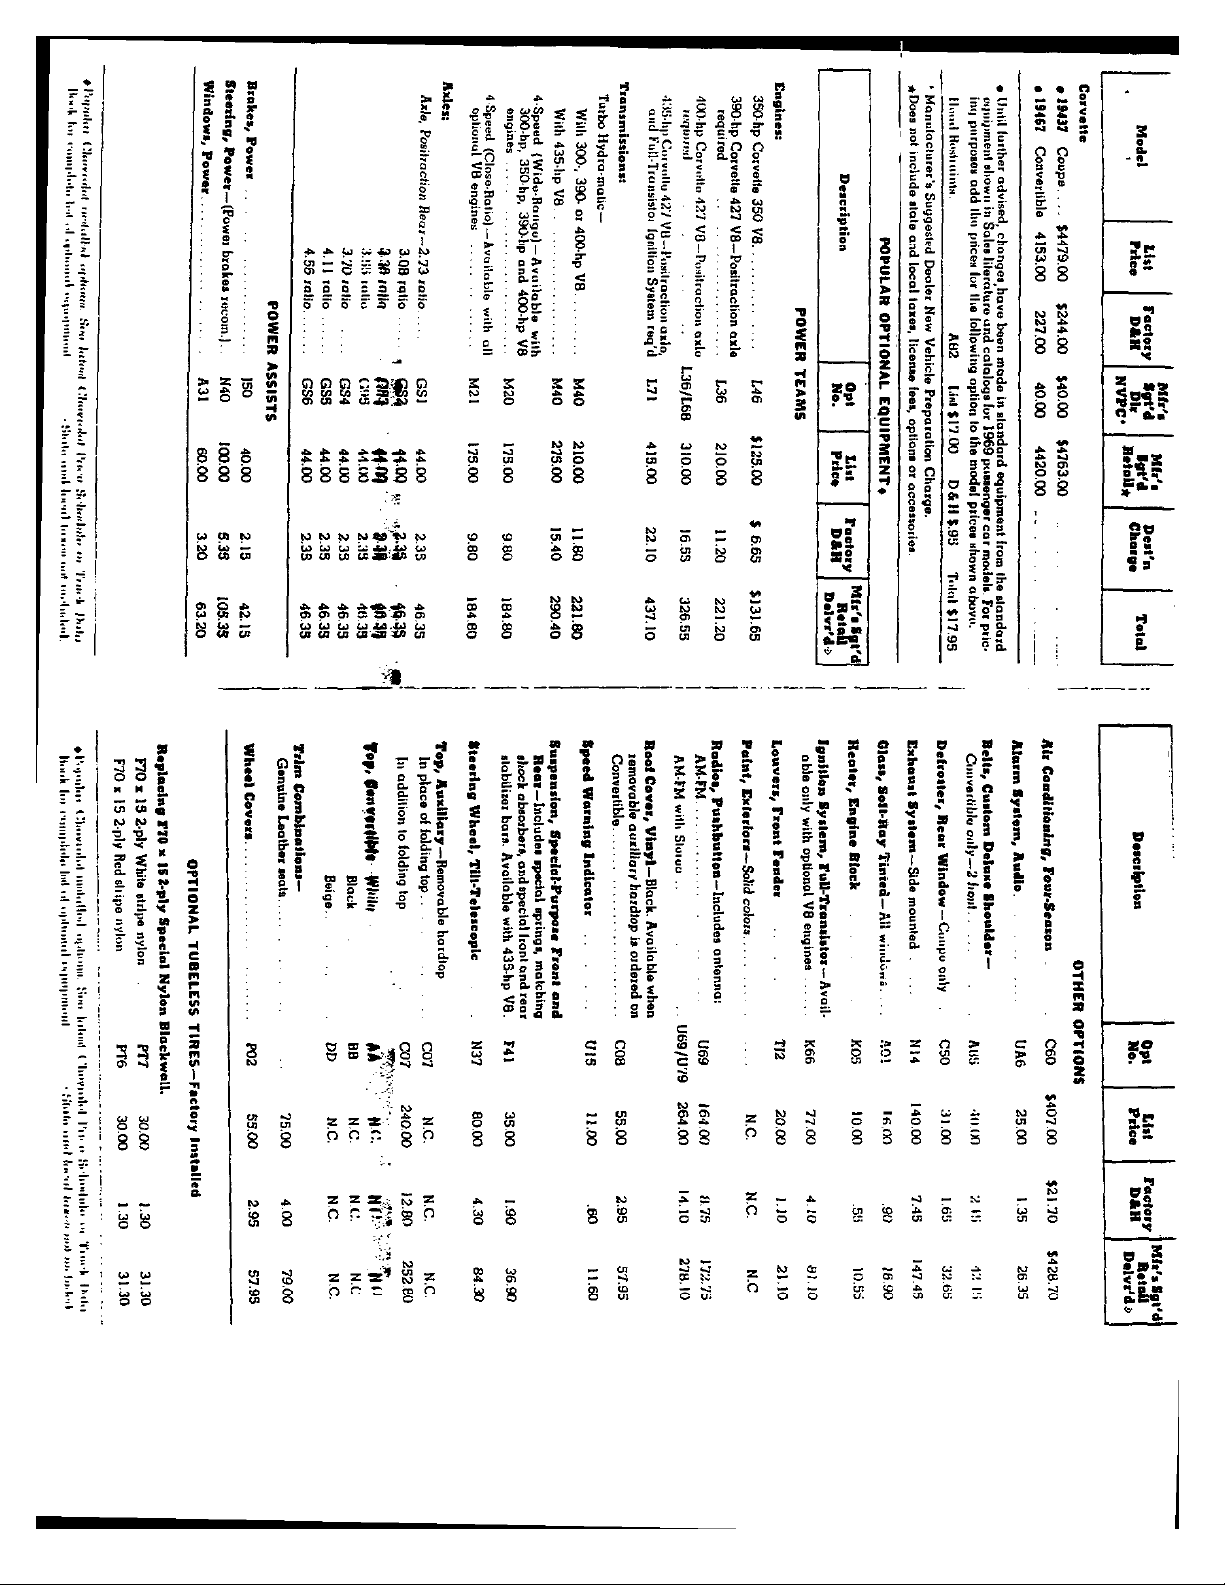 Model List Price Factory D&H Mfr's Sgt'd Dlr NVPC* Mfr's Sgt'd Retail★ Dest'n Charge Total
Corvette
● 19437 Coupe.... $4479.00 $244.00 $40.00 $4763.00
● 19467 Convertible 4153.00 227.00 40.00 4420.00
● Until further advised, changes have been made in standard equipment from the standard
equipment shown in Sales literature and catalogs for 1969 passenger car models. For pric-
ing purposes add the prices for the following option to the model prices shown above.
Head Restraints A82 List $17.00 D&H $.95 Total $17.95
* Manufacturer's Suggested Dealer New Vehicle Preparation Charge.
★Does not include state and local taxes, license fees, options or accessories.
POPULAR OPTIONAL EQUIPMENT♦
Description Opt No. List Price Factory D&H Mfr's Sgt'd Retail Delvr'd
POWER TEAMS
Engines:
350-hp Corvette 350 V8.......... L46 $125.00 $ 6.65 $131.65
390-hp Corvette 427 V8—Positraction axle
required .......... L36 210.00 11.20 221.20
400-hp Corvette 427 V8—Positraction axle
required .. L36/L68 310.00 16.55 326.55
435-hp Corvette 427 V8—Positraction axle,
and Full-Transistor Ignition System req'd L71 415.00 22.10 437.10
Transmissions:
Turbo Hydra-matic—
With 300-, 390- or 400-hp V8....... M40 210.00 11.80 221.80
With 435-hp V8.......... M40 275.00 15.40 290.40
4-Speed (Wide-Range)—Available with
300-hp, 350-hp, 390-hp and 400-hp V8
engines .......... M20 175.00 9.80 184.80
4 Speed (Close-Ratio)—Available with all
optional V8 engines .......... M21 175.00 9.80 184.80
Axles:
Axle, Positraction Rear—2.73 ratio.... GS1 44.00 2.35 46.35
3.08 ratio..... GS2 44.00 2.35 46.35
3.36 ratio 44.00 2.35 46.35
3.55 ratio 44.00 2.35 46.35
3.70 ratio ... GS4 44.00 2.35 46.35
4.11 ratio.... GS5 44.00 2.35 46.35
4.56 ratio..... GS6 44.00 2.35 46.35
POWER ASSISTS
Brakes, Power .......... J50 40.00 2.15 42.15
Steering, Power—(Power brakes recom.) N40 100.00 5.35 105.35
Windows, Power.......... A31 60.00 3.20 63.20
♦Popular Chevrolet installed options. See latest Chevrolet Price Schedule or Truck Data
Book for complete list of optional equipment. State and local taxes not included.
Description Opt No. List Price Factory D&H Mfr's Sgt'd Retail Delvr'd
OTHER OPTIONS
Air Conditioning, Four-Season . C60 $407.00 $21.70 $428.70
Alarm System, Audio. .... UA6 25.00 1.35 26.35
Belts, Custom Deluxe Shoulder—
Convertible only—2 front.. A85 40.00 2.15 42.15
Defroster, Rear Window—Coupe only C50 31.00 1.65 32.65
Exhaust System—Side mounted . N14 140.00 7.45 147.45
Glass, Soft-Ray Tinted—All windows... A01 16.00 .90 16.90
Heater, Engine Block K05 10.00 .55 10.55
Ignition System, Full-Transistor—Avail-
able only with optional V8 engines ..... K66 77.00 4.10 81.10
Louvers, Front Fender TJ2 20.00 1.10 21.10
Paint, Exteriors—Solid colors.... N.C. N.C. N.C
Radios, Pushbutton—Includes antenna:
AM-FM.......... U69 164.00 8.75 172.75
AM-FM with Stereo .. U69/U79 264.00 14.10 278.10
Roof Cover, Vinyl—Black. Available when
removable auxiliary hardtop is ordered on
Convertible.......... C08 55.00 2.95 57.95
Speed Warning Indicator U15 11.00 .60 11.60
Suspension, Special-Purpose Front and
Rear—Includes special springs, matching
shock absorbers, and special front and rear
stabilizer bars. Available with 435-hp V8. F41 35.00 1.90 36.90
Steering Wheel, Tilt-Telescopic N37 80.00 4.30 84.30
Top, Auxiliary—Removable hardtop
In place of folding top.... C07 N.C. N.C. N.C.
In addition to folding top C07 240.00 12.80 252.80
Top, Convertible White AA N.C. N.C. N.C.
Black BB N.C. N.C. N.C.
Beige.. DD N.C. N.C. N.C.
Trim Combinations—
Genuine Leather seats. 75.00 4.00 79.00
Wheel Covers.......... P02 55.00 2.95 57.95
OPTIONAL TUBELESS TIRES—Factory Installed
Replacing F70 x 15 2-ply Special Nylon Blackwall.
F70 x 15 2-ply White stripe nylon . PT7 30.00 1.30 31.30
F70 x 15 2-ply Red stripe nylon PT6 30.00 1.30 31.30
♦Popular Chevrolet installed options. See latest Chevrolet Price Schedule or Truck Data
Book for complete list of optional equipment. State and local taxes not included.